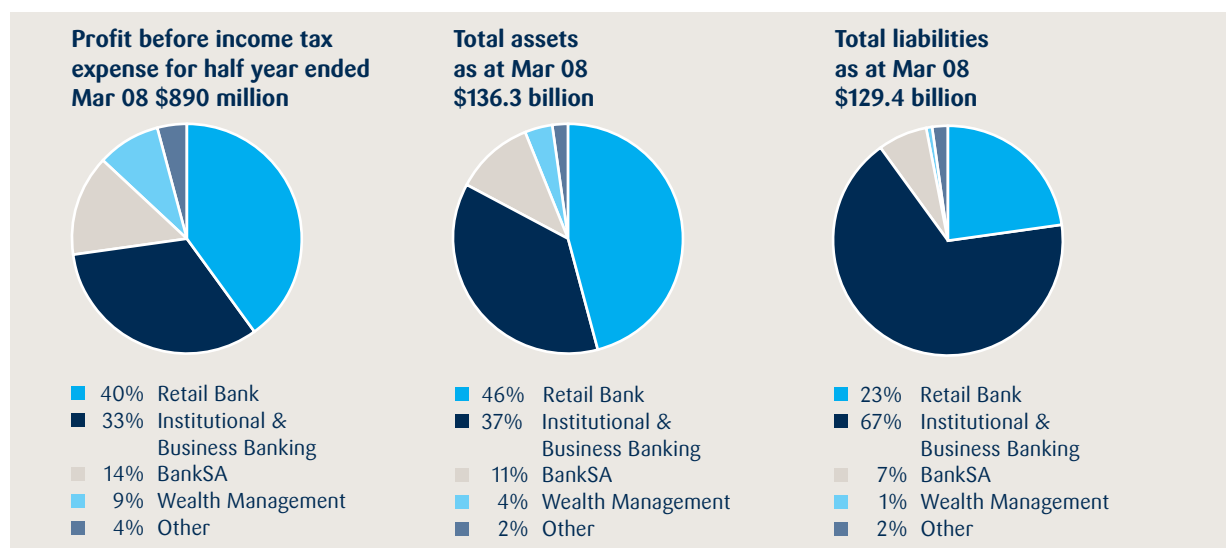 Profit before income tax
expense for half year ended
Mar 08 $890 million
40% Retail Bank
33% Institutional &
Business Banking
14% BankSA
9% Wealth Management
4% Other
Total assets
as at Mar 08
$136.3 billion
46% Retail Bank
37% Institutional &
Business Banking
11% BankSA
4% Wealth Management
2% Other
Total liabilities
as at Mar 08
$129.4 billion
23% Retail Bank
67% Institutional &
Business Banking
7% BankSA
1% Wealth Management
2% Other